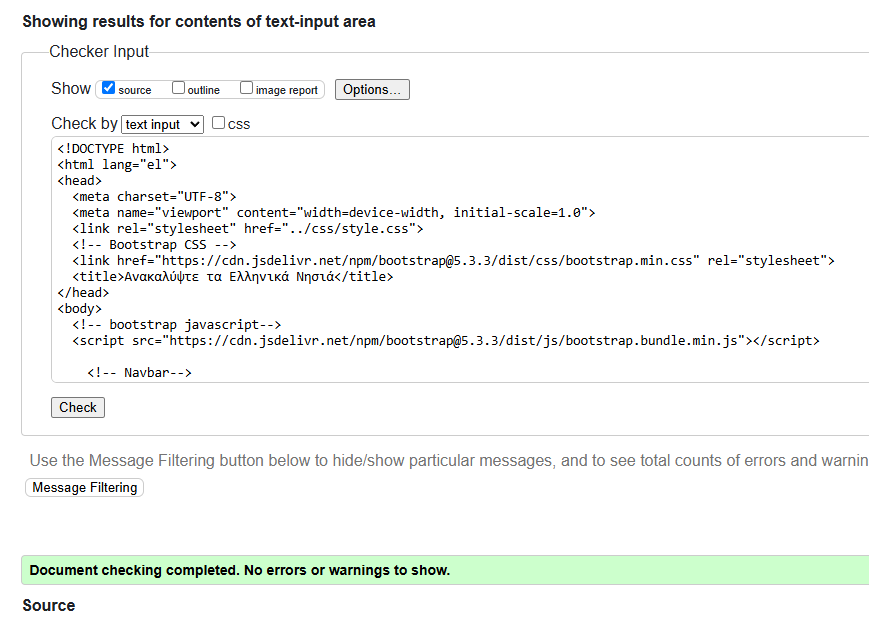 Showing results for contents of text-input area
Checker Input
Show source outline image report Options...
Check by text input css
<!DOCTYPE html>
<html lang="el">
<head>
<meta charset="UTF-8">
<meta name="viewport" content="width=device-width, initial-scale=1.0">
<link rel="stylesheet" href="../css/style.css">
<!-- Bootstrap CSS -->
<link href="https://cdn.jsdelivr.net/npm/bootstrap@5.3.3/dist/css/bootstrap.min.css" rel="stylesheet">
<title>Ανακαλύψτε τα Ελληνικά Νησιά</title>
</head>
<body>
<!-- bootstrap javascript-->
<script src="https://cdn.jsdelivr.net/npm/bootstrap@5.3.3/dist/js/bootstrap.bundle.min.js"></script>
<!-- Navbar-->
Check
Use the Message Filtering button below to hide/show particular messages, and to see total counts of errors and warnin
Message Filtering
Document checking completed. No errors or warnings to show.
Source